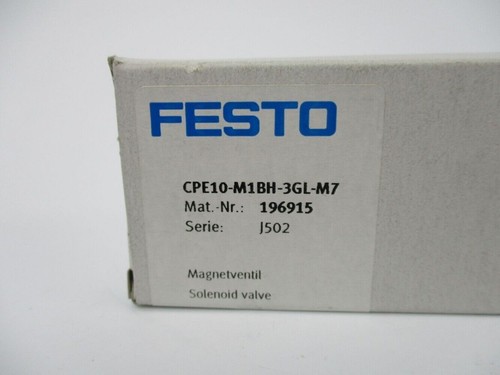 FESTO
CPE10-M1BH-3GL-M7
Mat.-Nr.: 196915
Serie: J502
Magnetventil
Solenoid valve